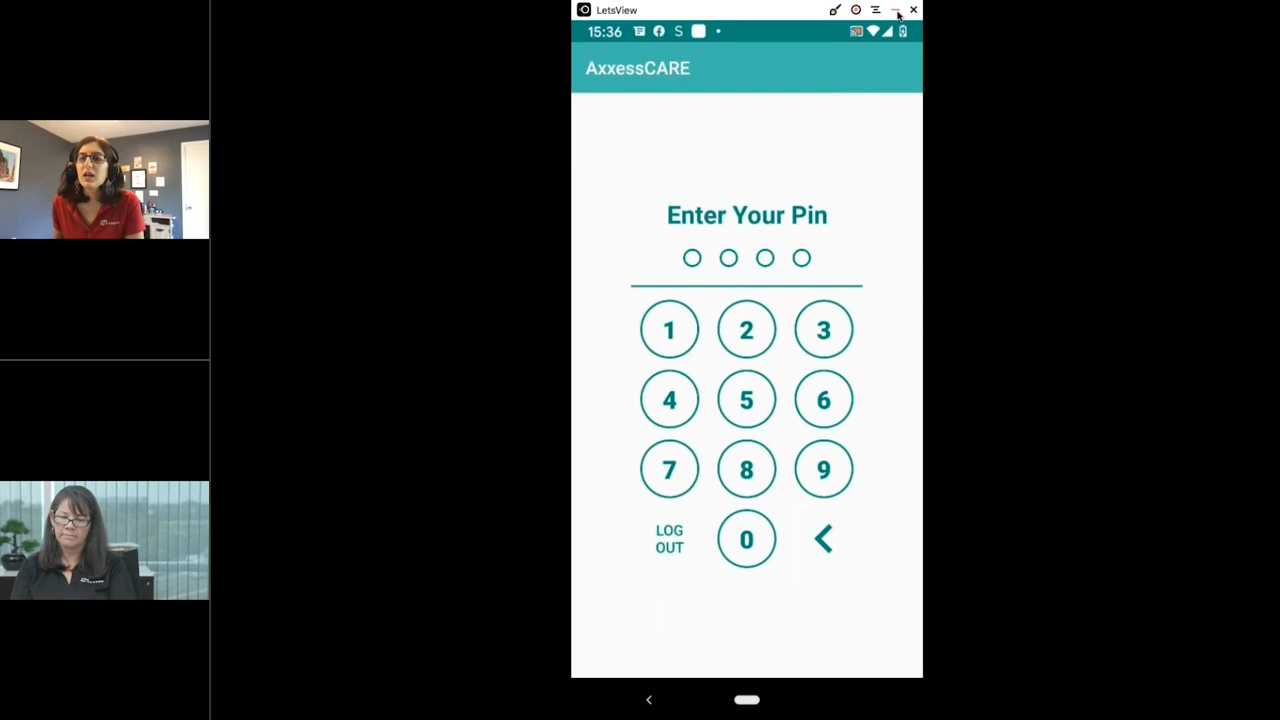 LetsView
15:36
AxxessCARE
Enter Your Pin
1 2 3
4 5 6
7 8 9
LOG
OUT
0